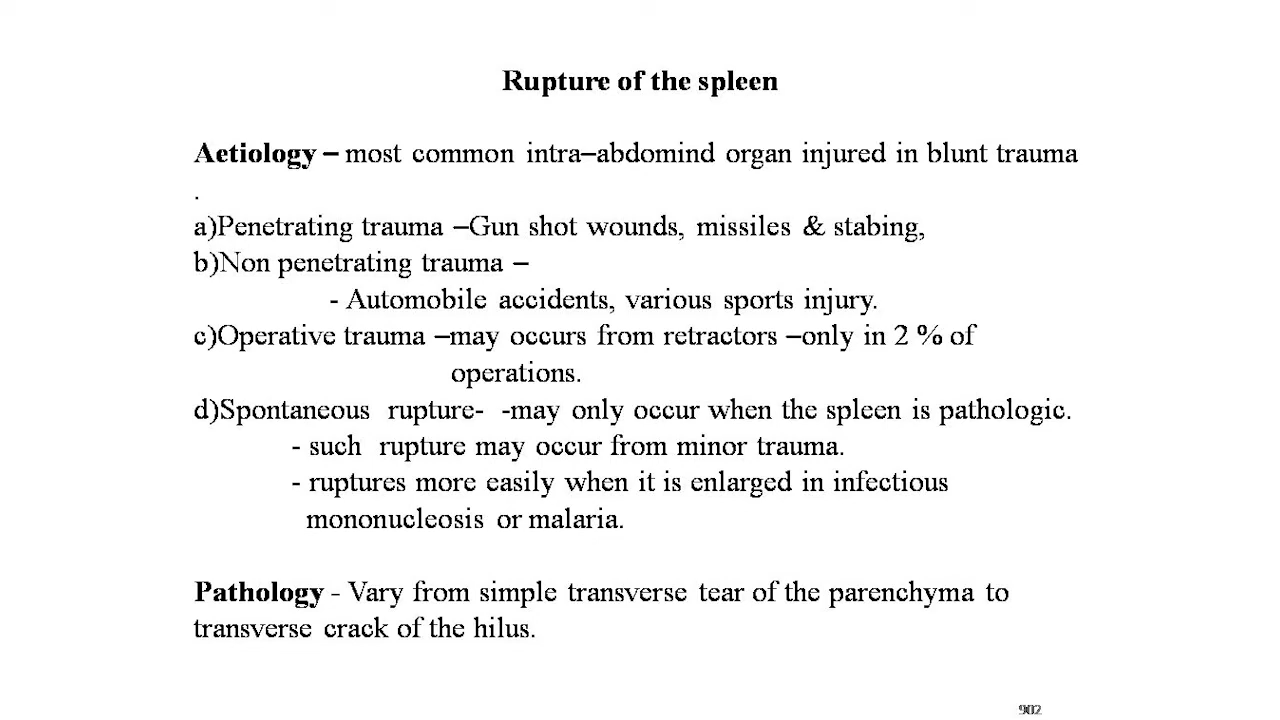 Rupture of the spleen
Aetiology – most common intra–abdomind organ injured in blunt trauma
.
a)Penetrating trauma –Gun shot wounds, missiles & stabing,
b)Non penetrating trauma –
- Automobile accidents, various sports injury.
c)Operative trauma –may occurs from retractors –only in 2 % of
operations.
d)Spontaneous rupture- -may only occur when the spleen is pathologic.
- such rupture may occur from minor trauma.
- ruptures more easily when it is enlarged in infectious
mononucleosis or malaria.
Pathology - Vary from simple transverse tear of the parenchyma to
transverse crack of the hilus.
902